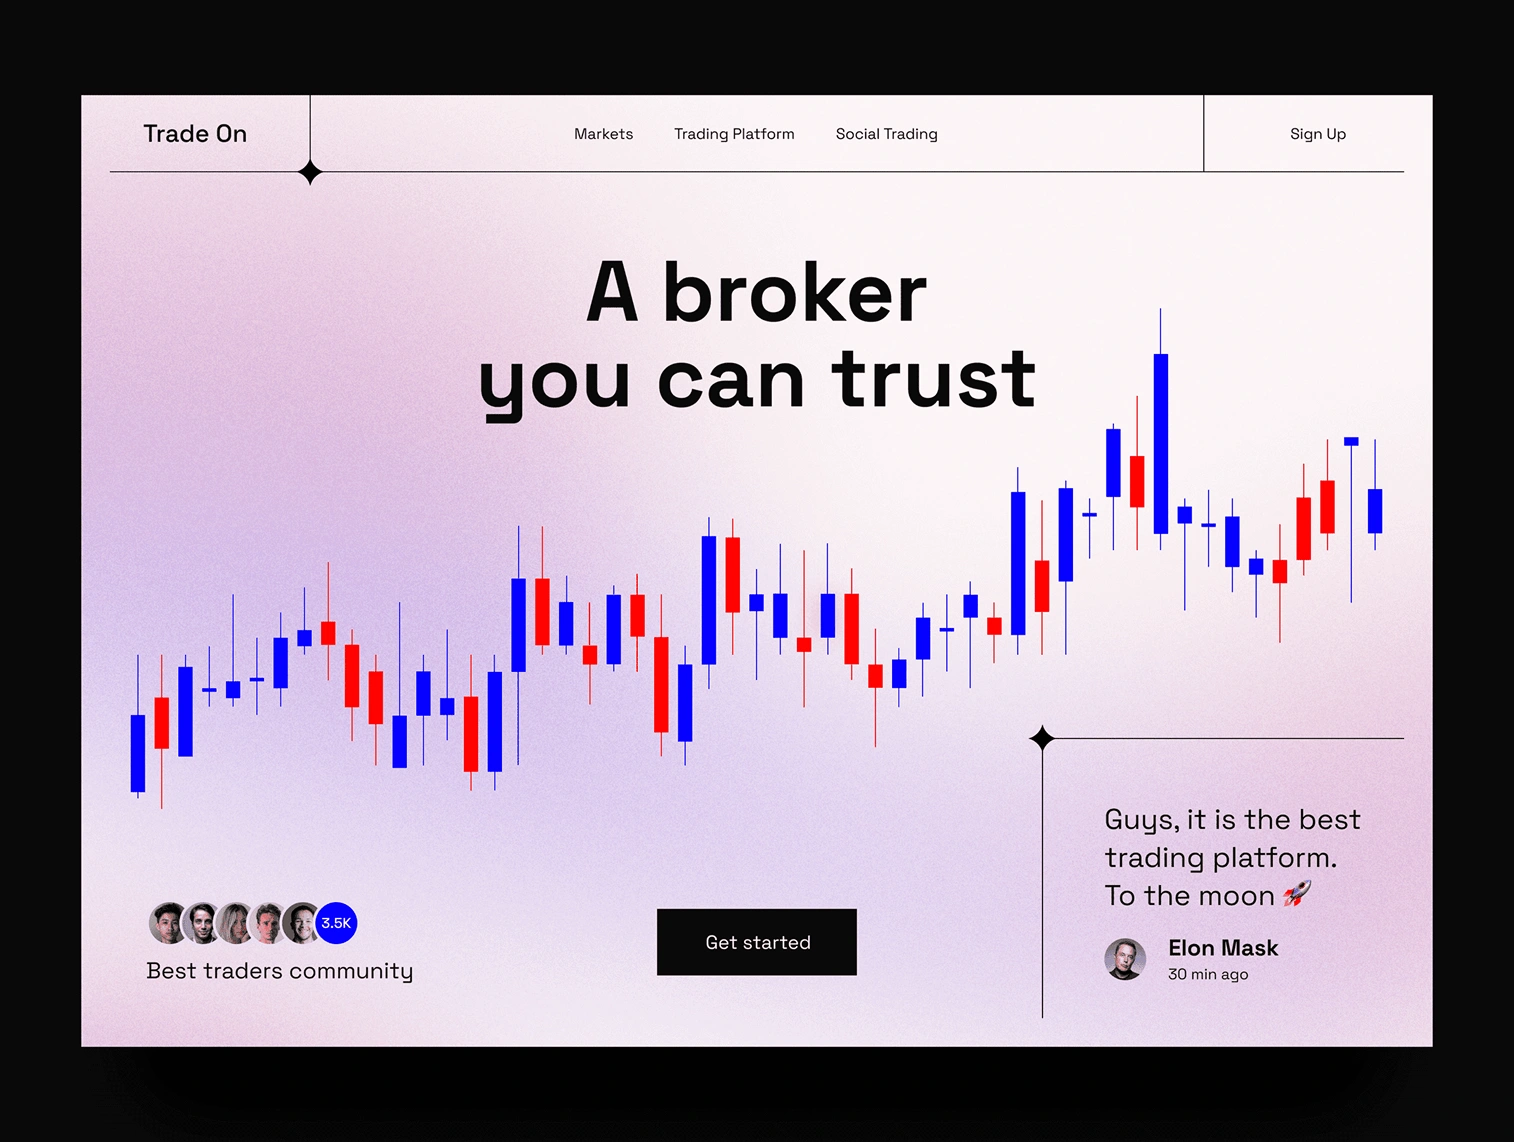 Trade On
Markets
Trading Platform
Social Trading
Sign Up
A broker
you can trust
Guys, it is the best
trading platform.
To the moon 🚀
Elon Mask
30 min ago
3.5K
Best traders community
Get started